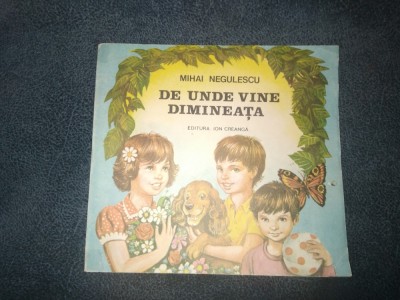 MIHAI NEGULESCU
DE UNDE VINE
DIMINEAȚA
EDITURA ION CREANGĂ